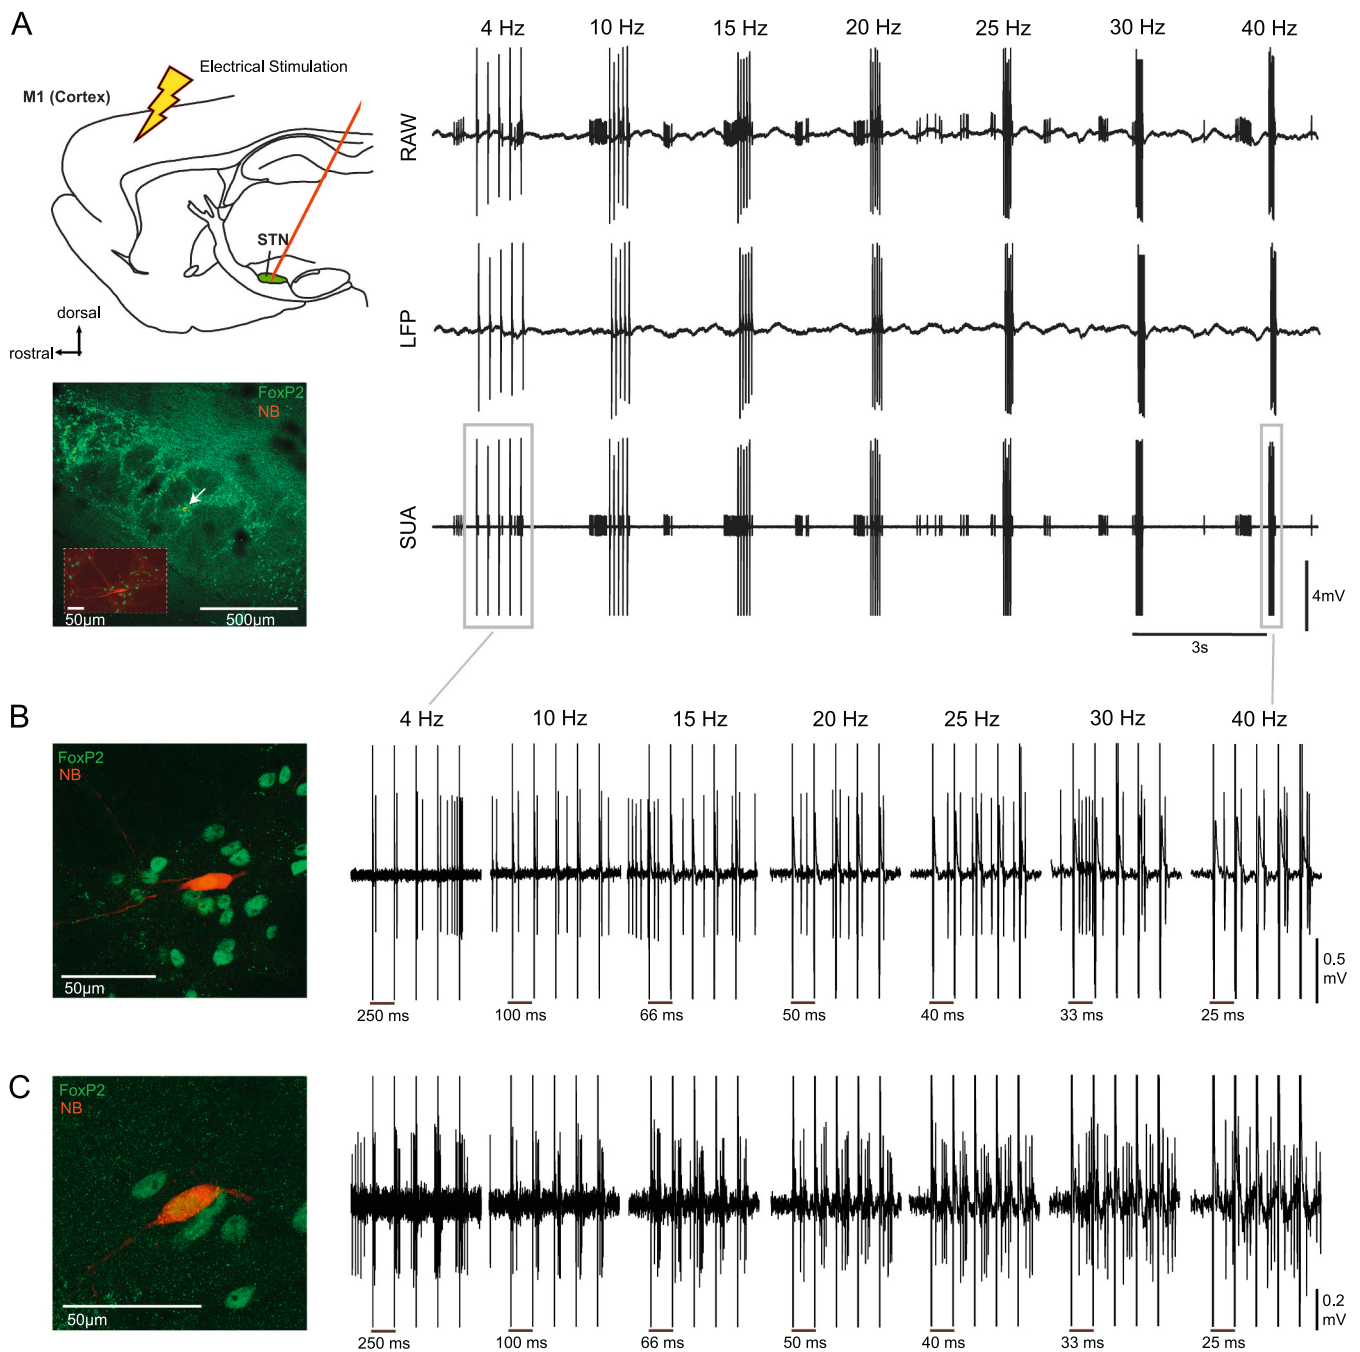 A
Electrical Stimulation
M1 (Cortex)
STN
dorsal
rostral
FoxP2
NB
50µm
500µm
4 Hz 10 Hz 15 Hz 20 Hz 25 Hz 30 Hz 40 Hz
RAW
LFP
SUA
4mV
3s
B
4 Hz 10 Hz 15 Hz 20 Hz 25 Hz 30 Hz 40 Hz
FoxP2
NB
50µm
0.5
mV
250 ms 100 ms 66 ms 50 ms 40 ms 33 ms 25 ms
C
FoxP2
NB
50µm
0.2
mV
250 ms 100 ms 66 ms 50 ms 40 ms 33 ms 25 ms